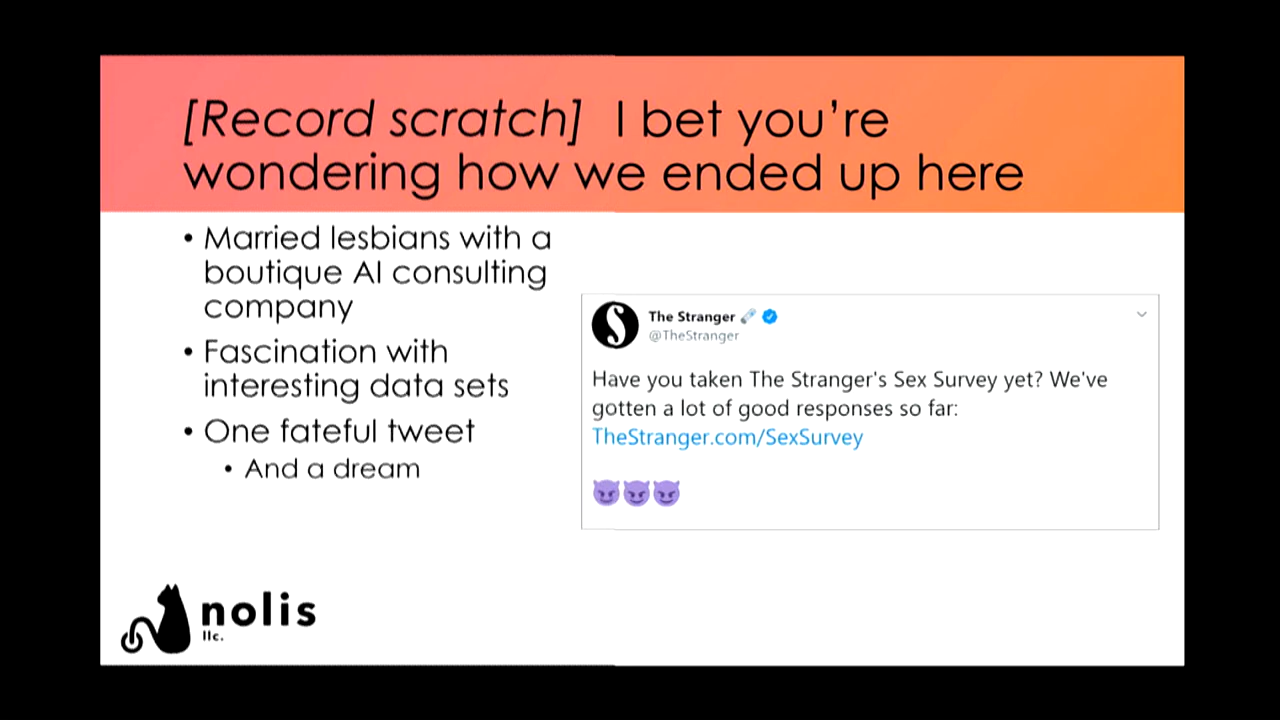 [Record scratch] I bet you’re
wondering how we ended up here
• Married lesbians with a
boutique AI consulting
company
• Fascination with
interesting data sets
• One fateful tweet
• And a dream
The Stranger
@TheStranger
Have you taken The Stranger's Sex Survey yet? We've
gotten a lot of good responses so far:
TheStranger.com/SexSurvey
😈😈😈
nolis
llc.